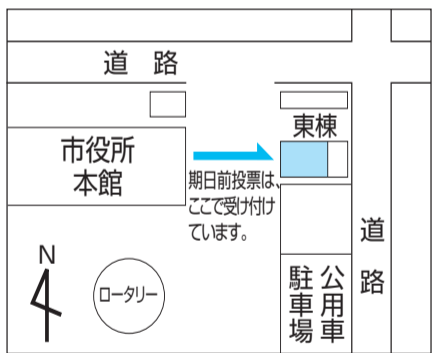 道路
東棟
市役所
本館
期日前投票は、
ここで受け付け
ています。
道路
N
ロータリー
公用車
駐車場